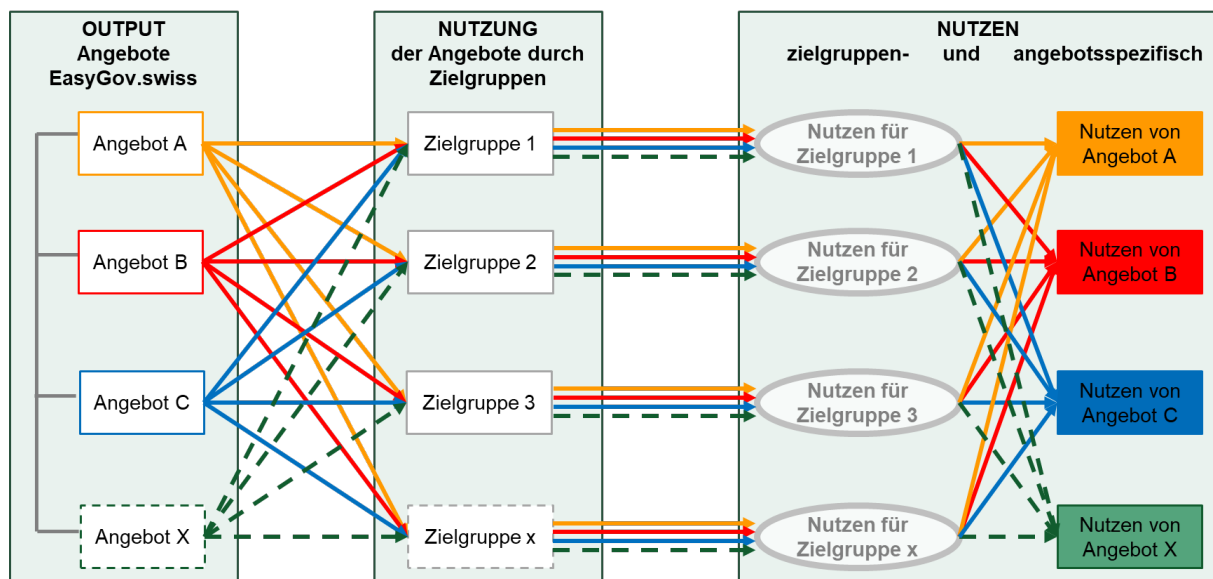 OUTPUT
Angebote
EasyGov.swiss
Angebot A
Angebot B
Angebot C
Angebot X
NUTZUNG
der Angebote durch
Zielgruppen
Zielgruppe 1
Zielgruppe 2
Zielgruppe 3
Zielgruppe x
NUTZEN
zielgruppen- und angebotsspezifisch
Nutzen für
Zielgruppe 1
Nutzen für
Zielgruppe 2
Nutzen für
Zielgruppe 3
Nutzen für
Zielgruppe x
Nutzen von
Angebot A
Nutzen von
Angebot B
Nutzen von
Angebot C
Nutzen von
Angebot X